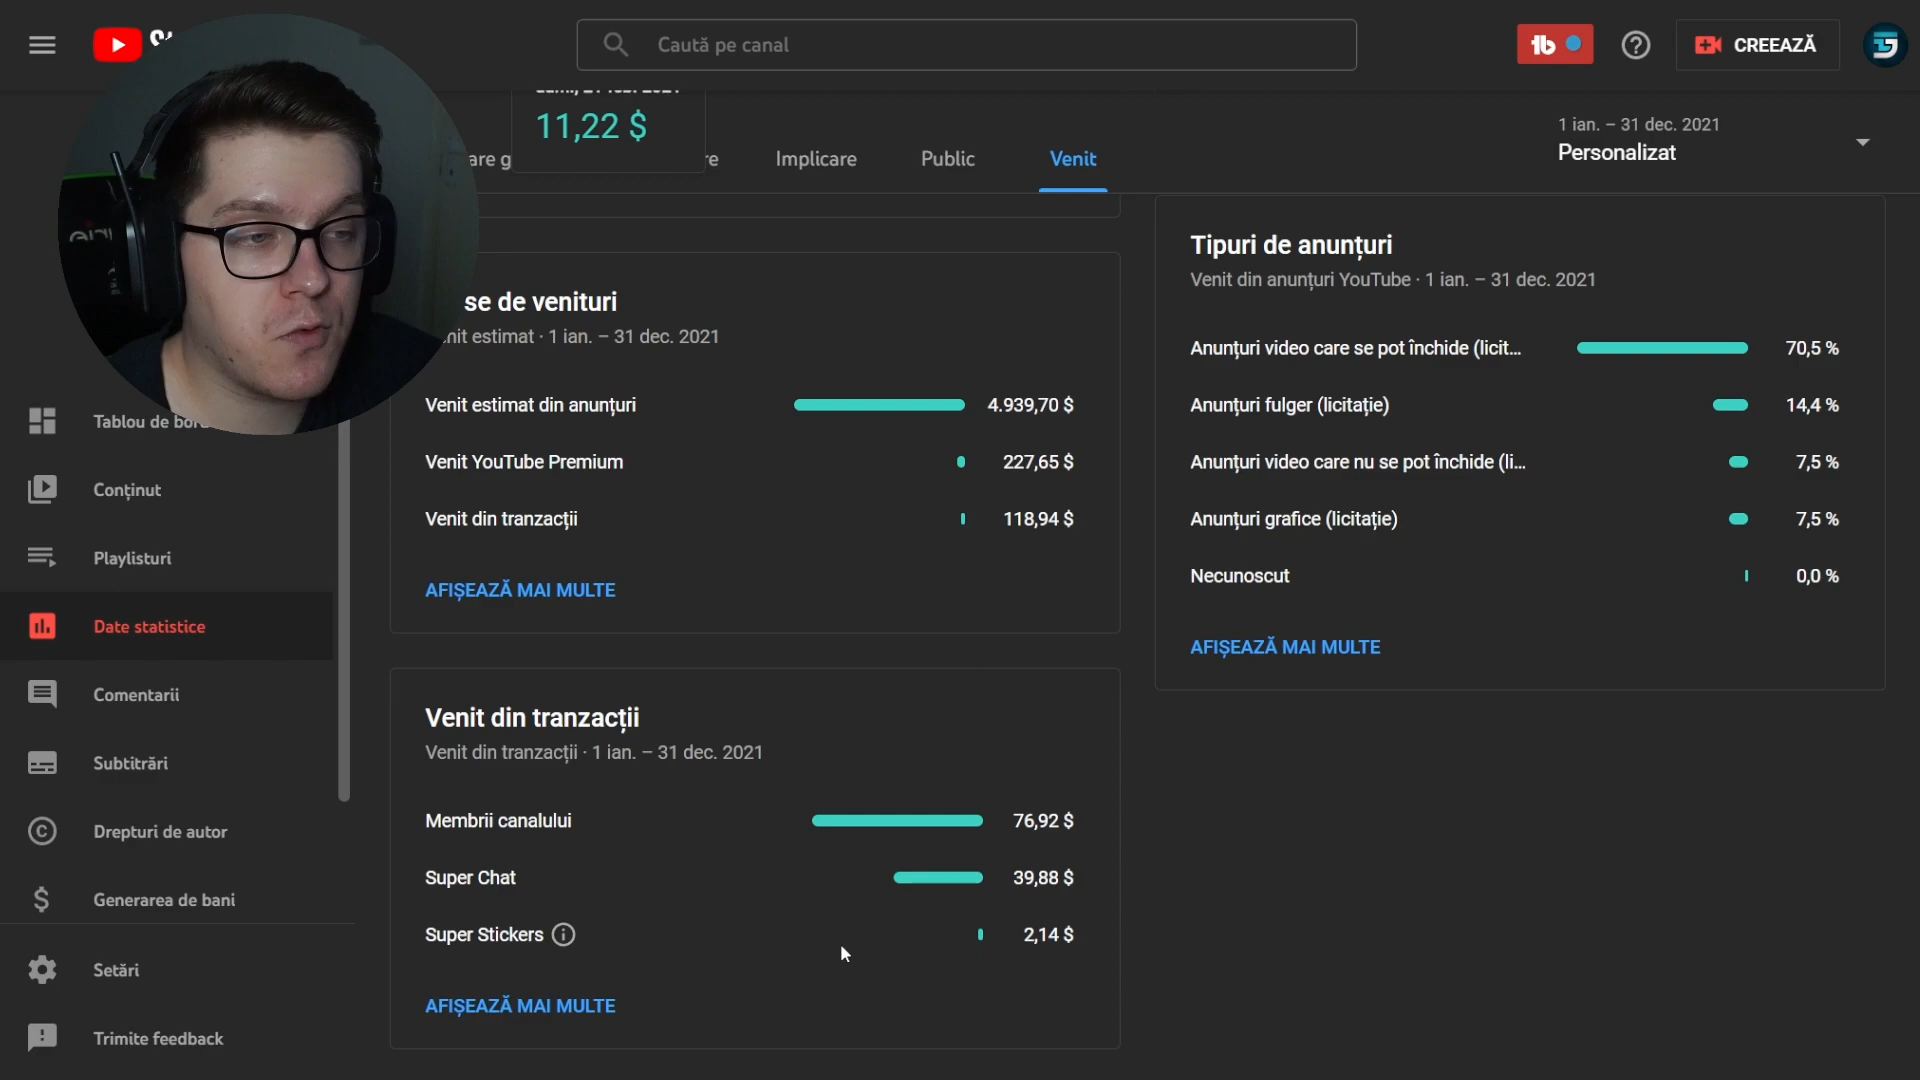 Caută pe canal
CREEAZĂ
11,22 $
Implicare
Public
Venit
1 ian. – 31 dec. 2021
Personalizat
se de venituri
estimat · 1 ian. – 31 dec. 2021
Venit estimat din anunțuri
4.939,70 $
Venit YouTube Premium
227,65 $
Venit din tranzacții
118,94 $
AFIȘEAZĂ MAI MULTE
Tipuri de anunțuri
Venit din anunțuri YouTube · 1 ian. – 31 dec. 2021
Anunțuri video care se pot închide (licit...
70,5 %
Anunțuri fulger (licitație)
14,4 %
Anunțuri video care nu se pot închide (li...
7,5 %
Anunțuri grafice (licitație)
7,5 %
Necunoscut
0,0 %
AFIȘEAZĂ MAI MULTE
Venit din tranzacții
Venit din tranzacții · 1 ian. – 31 dec. 2021
Membrii canalului
76,92 $
Super Chat
39,88 $
Super Stickers
2,14 $
AFIȘEAZĂ MAI MULTE
Tablou de
Conținut
Playlisturi
Date statistice
Comentarii
Subtitrări
Drepturi de autor
Generarea de bani
Setări
Trimite feedback